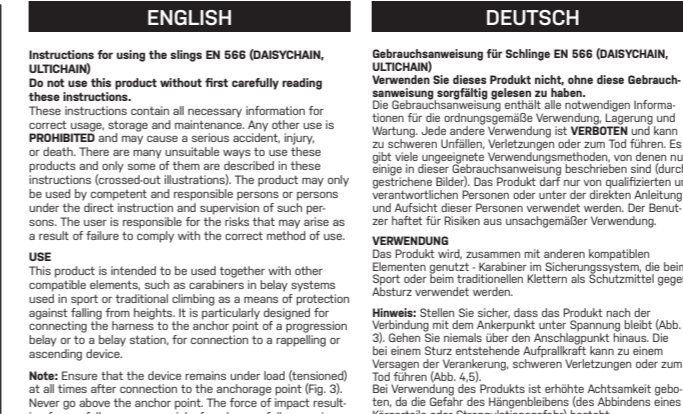 ENGLISH
Instructions for using the slings EN 566 (DAISYCHAIN,
ULTICHAIN)
Do not use this product without first carefully reading
these instructions.
These instructions contain all necessary information for
correct usage, storage and maintenance. Any other use is
PROHIBITED and may cause a serious accident, injury,
or death. There are many unsuitable ways to use these
products and only some of them are described in these
instructions (crossed-out illustrations). The product may only
be used by competent and responsible persons or persons
under the direct instruction and supervision of such per-
sons. The user is responsible for the risks that may arise as
a result of failure to comply with the correct method of use.
USE
This product is intended to be used together with other
compatible elements, such as carabiners in belay systems
used in sport or traditional climbing as a means of protection
against falling from heights. It is particularly designed for
connecting the harness to the anchor point of a progression
belay or to a belay station, for connection to a rappelling or
ascending device.
Note: Ensure that the device remains under load (tensioned)
at all times after connection to the anchorage point (Fig. 3).
Never go above the anchor point. The force of impact result-
DEUTSCH
Gebrauchsanweisung für Schlinge EN 566 (DAISYCHAIN,
ULTICHAIN)
Verwenden Sie dieses Produkt nicht, ohne diese Gebrauch-
sanweisung sorgfältig gelesen zu haben.
Die Gebrauchsanweisung enthält alle notwendigen Informa-
tionen für die ordnungsgemäße Verwendung, Lagerung und
Wartung. Jede andere Verwendung ist VERBOTEN und kann
zu schweren Unfällen, Verletzungen oder zum Tod führen. Es
gibt viele ungeeignete Verwendungsmethoden, von denen nu
einige in dieser Gebrauchsanweisung beschrieben sind (durch
gestrichene Bilder). Das Produkt darf nur von qualifizierten un
verantwortlichen Personen oder unter der direkten Anleitung
und Aufsicht dieser Personen verwendet werden. Der Benut-
zer haftet für Risiken aus unsachgemäßer Verwendung.
VERWENDUNG
Das Produkt wird, zusammen mit anderen kompatiblen
Elementen genutzt - Karabiner im Sicherungssystem, die beim
Sport oder beim traditionellen Klettern als Schutzmittel gegen
Absturz verwendet werden.
Hinweis: Stellen Sie sicher, dass das Produkt nach der
Verbindung mit dem Ankerpunkt unter Spannung bleibt (Abb.
3). Gehen Sie niemals über den Anschlagpunkt hinaus. Die
bei einem Sturz entstehende Aufprallkraft kann zu einem
Versagen der Verankerung, schweren Verletzungen oder zum
Tod führen (Abb. 4,5).
Bei Verwendung des Produkts ist erhöhte Achtsamkeit gebo-
ten, da die Gefahr des Hängenbleibens (des Abbindens eines